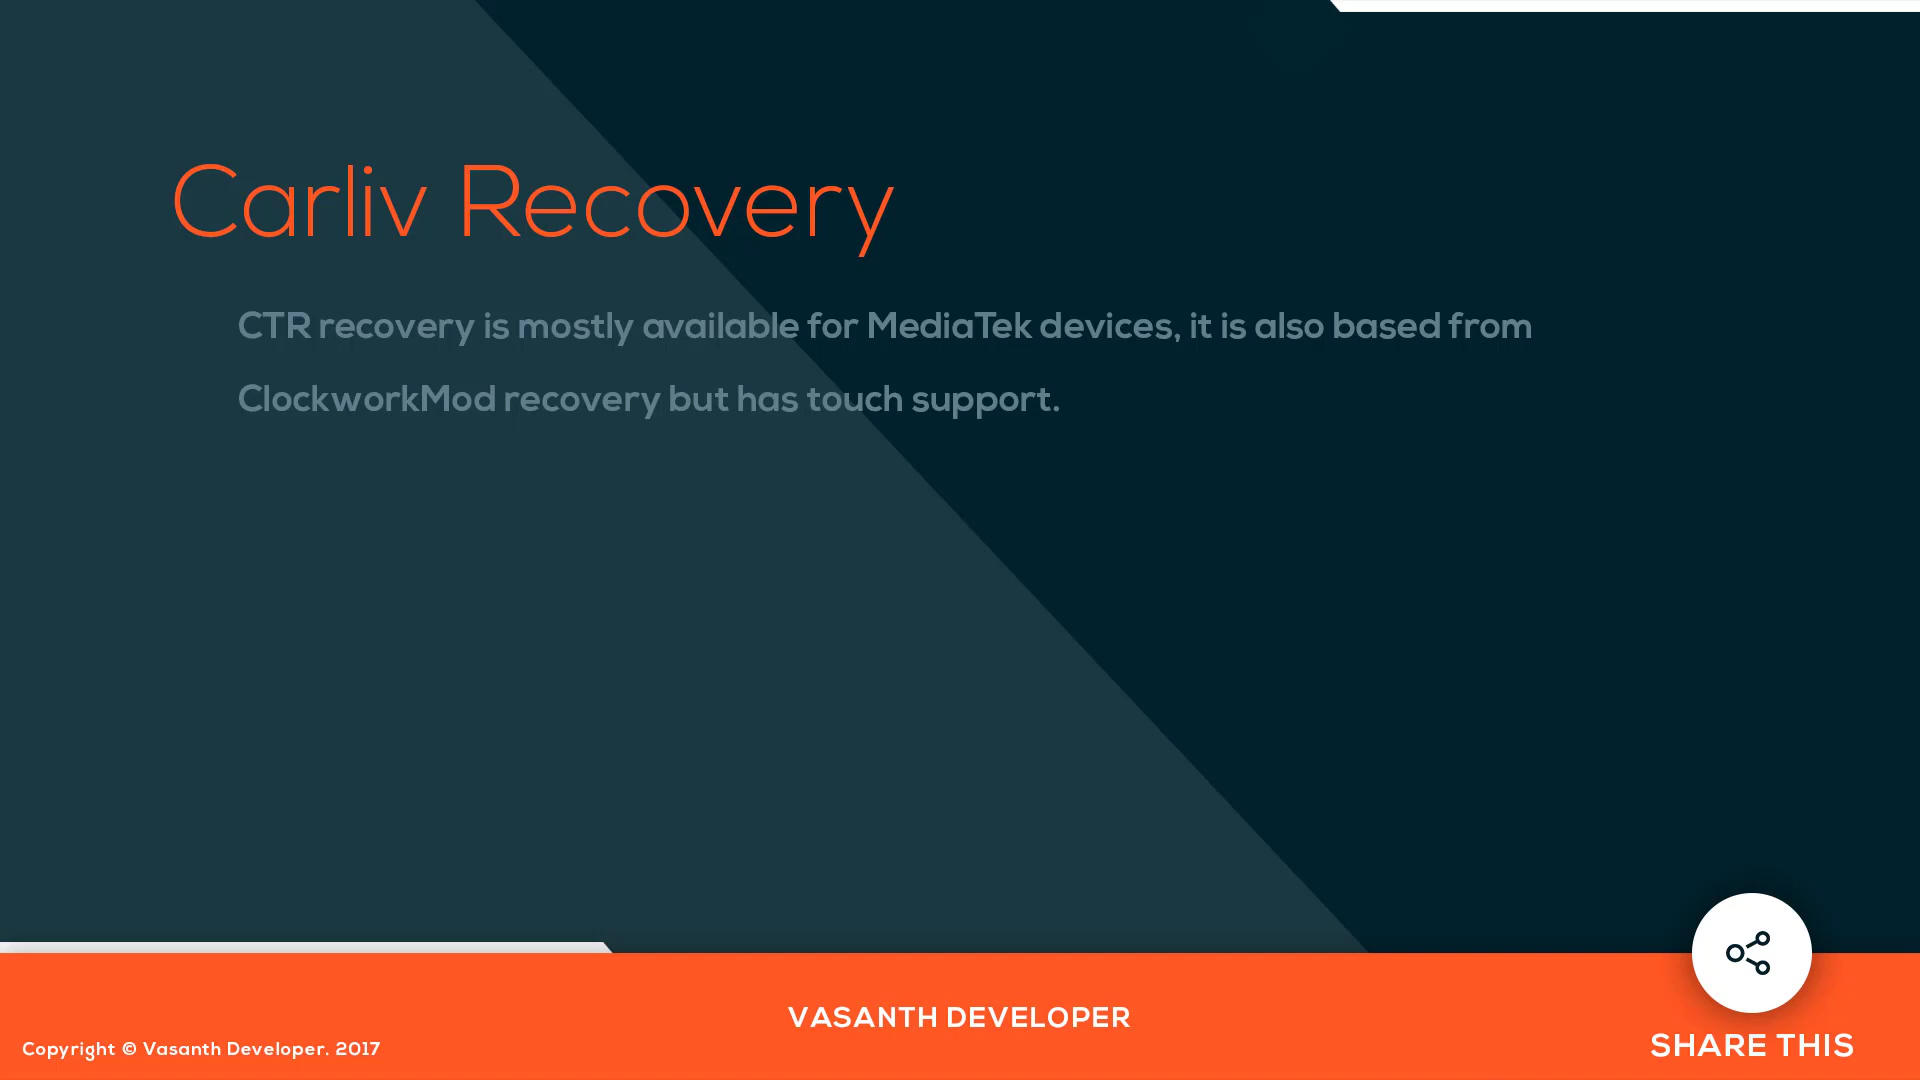 Carliv Recovery
CTR recovery is mostly available for MediaTek devices, it is also based from
ClockworkMod recovery but has touch support.
VASANTH DEVELOPER
Copyright © Vasanth Developer. 2017
SHARE THIS